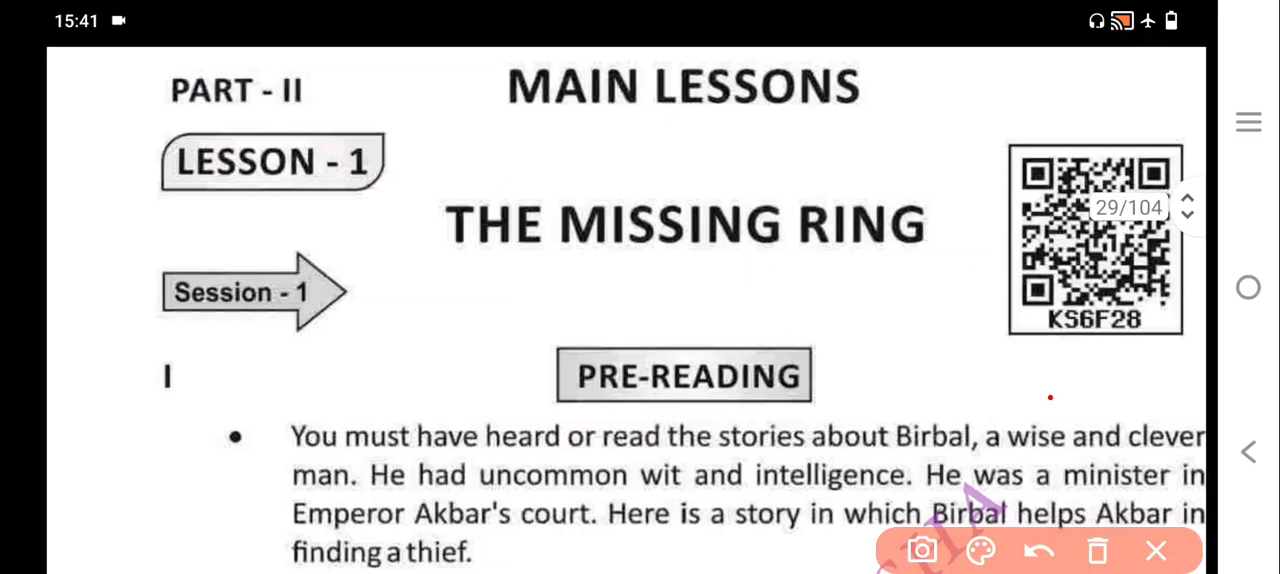 15:41
PART - II
MAIN LESSONS
LESSON - 1
THE MISSING RING
29/104
Session - 1
KS6F28
I
PRE-READING
• You must have heard or read the stories about Birbal, a wise and clever
man. He had uncommon wit and intelligence. He was a minister in
Emperor Akbar's court. Here is a story in which Birbal helps Akbar in
finding a thief.